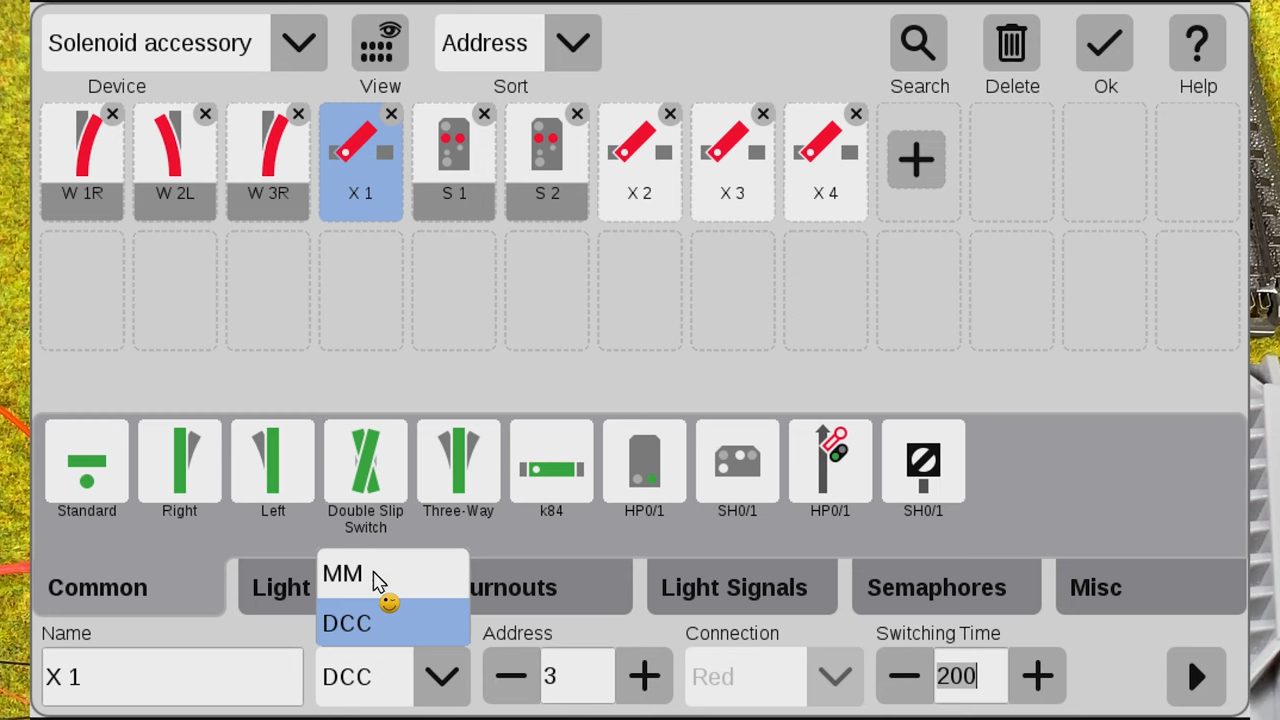 Solenoid accessory
Address
Device
View
Sort
Search
Delete
Ok
Help
W 1R
W 2L
W 3R
X 1
S 1
S 2
X 2
X 3
X 4
Standard
Right
Left
Double Slip
Switch
Three-Way
k84
HP0/1
SH0/1
HP0/1
SH0/1
MM
DCC
Common
Light
urnouts
Light Signals
Semaphores
Misc
Name
Address
Connection
Switching Time
X 1
DCC
3
Red
200